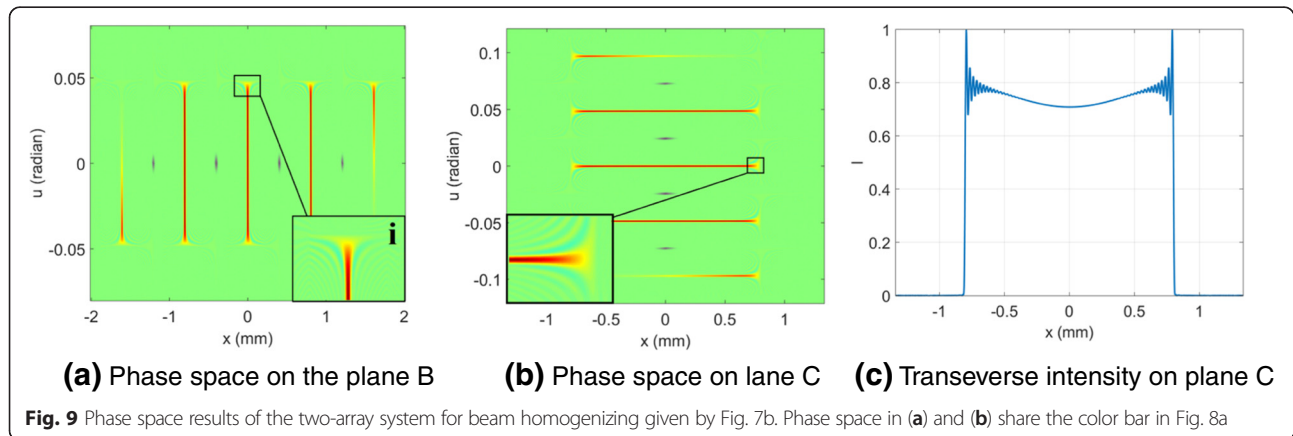 0.05
0
-0.05
u (radian)
-2
-1
0
1
2
x (mm)
i
(a) Phase space on the plane B
0.1
0.05
0
-0.05
-0.1
u (radian)
-1
-0.5
0
0.5
1
x (mm)
(b) Phase space on lane C
1
0.8
0.6
0.4
0.2
0
I
-1
-0.5
0
0.5
1
x (mm)
(c) Transeverse intensity on plane C
Fig. 9 Phase space results of the two-array system for beam homogenizing given by Fig. 7b. Phase space in (a) and (b) share the color bar in Fig. 8a